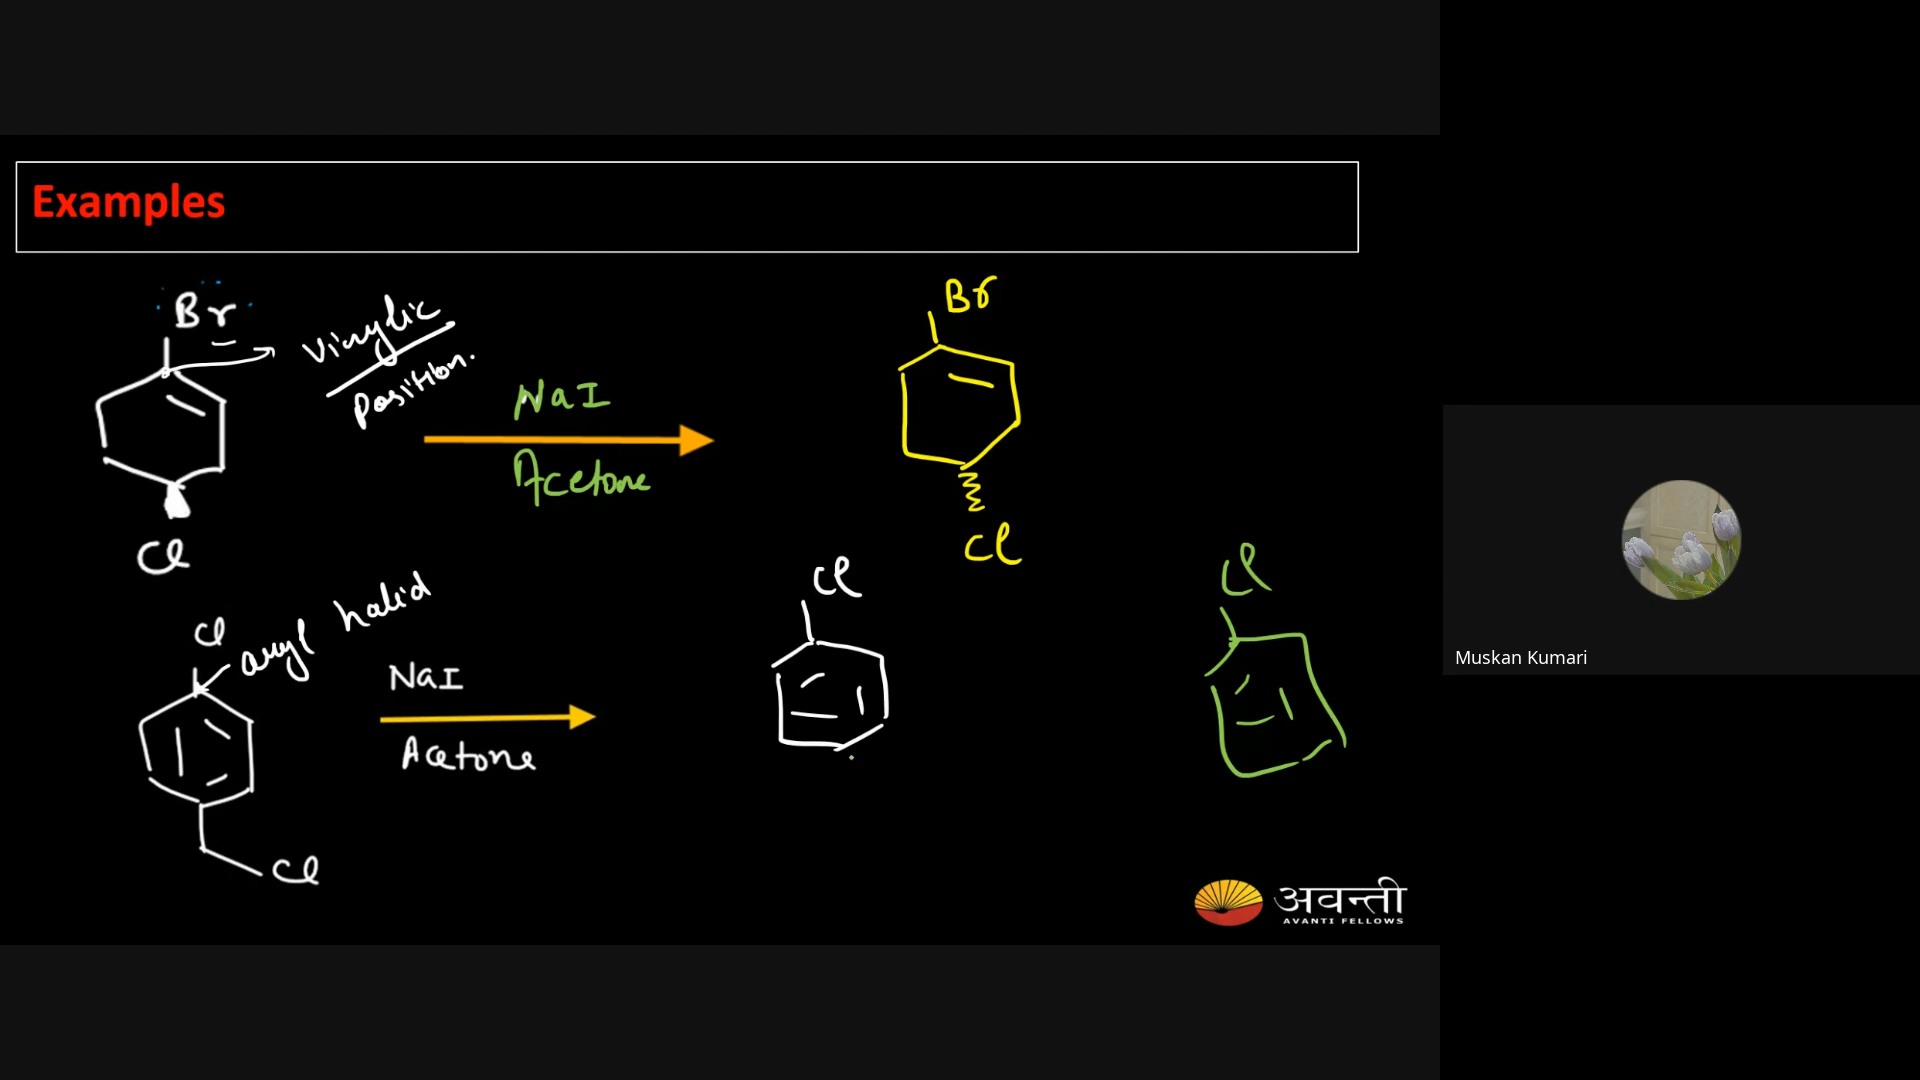 Examples
Br
Vinylic
position.
NaI
Acetone
Cl
Br
Cl
Cl
aryl halid
NaI
Acetone
Cl
Cl
Cl
Muskan Kumari
अवन्ती
AVANTI FELLOWS